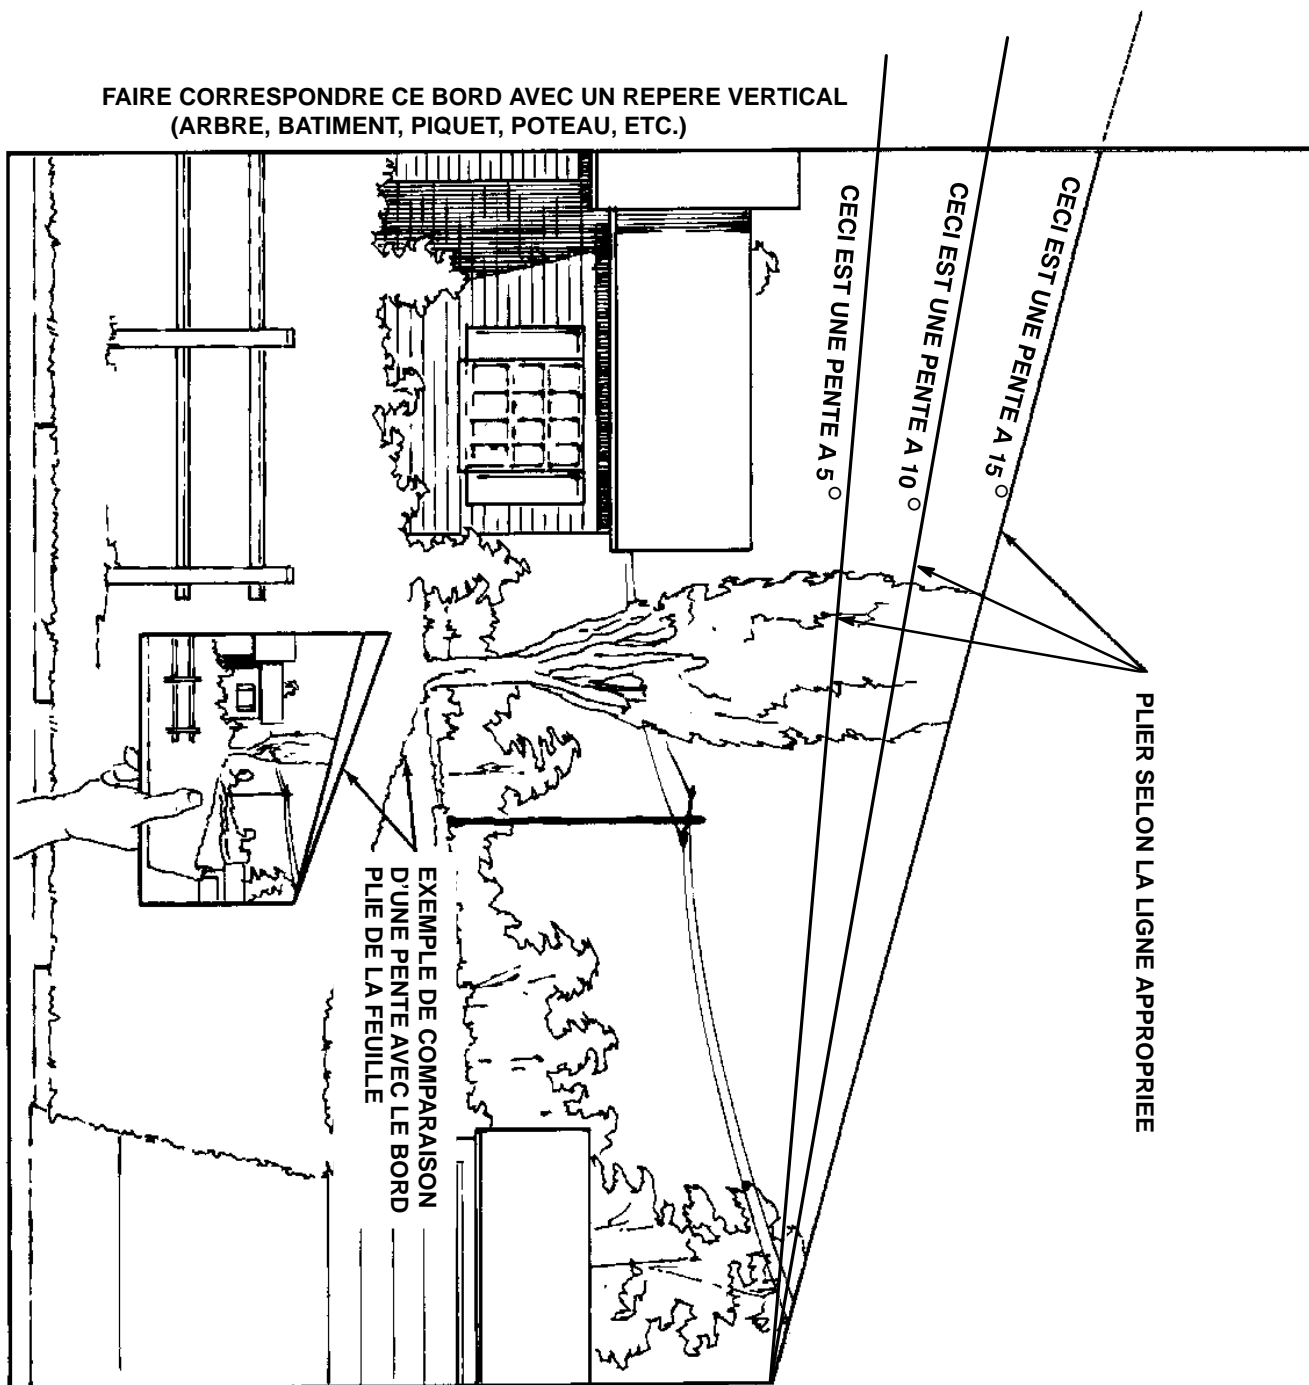 FAIRE CORRESPONDRE CE BORD AVEC UN REPERE VERTICAL
(ARBRE, BATIMENT, PIQUET, POTEAU, ETC.)
CECI EST UNE PENTE A 5°
CECI EST UNE PENTE A 10°
CECI EST UNE PENTE A 15°
PLIER SELON LA LIGNE APPROPRIEE
EXEMPLE DE COMPARAISON
D'UNE PENTE AVEC LE BORD
PLIE DE LA FEUILLE